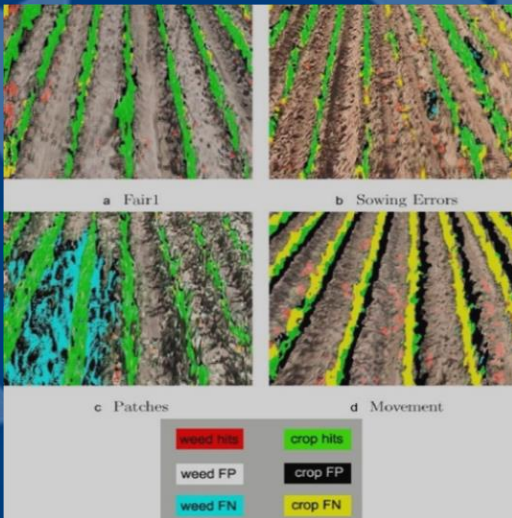 a Fair1
b Sowing Errors
c Patches
d Movement
weed hits
crop hits
weed FP
crop FP
weed FN
crop FN